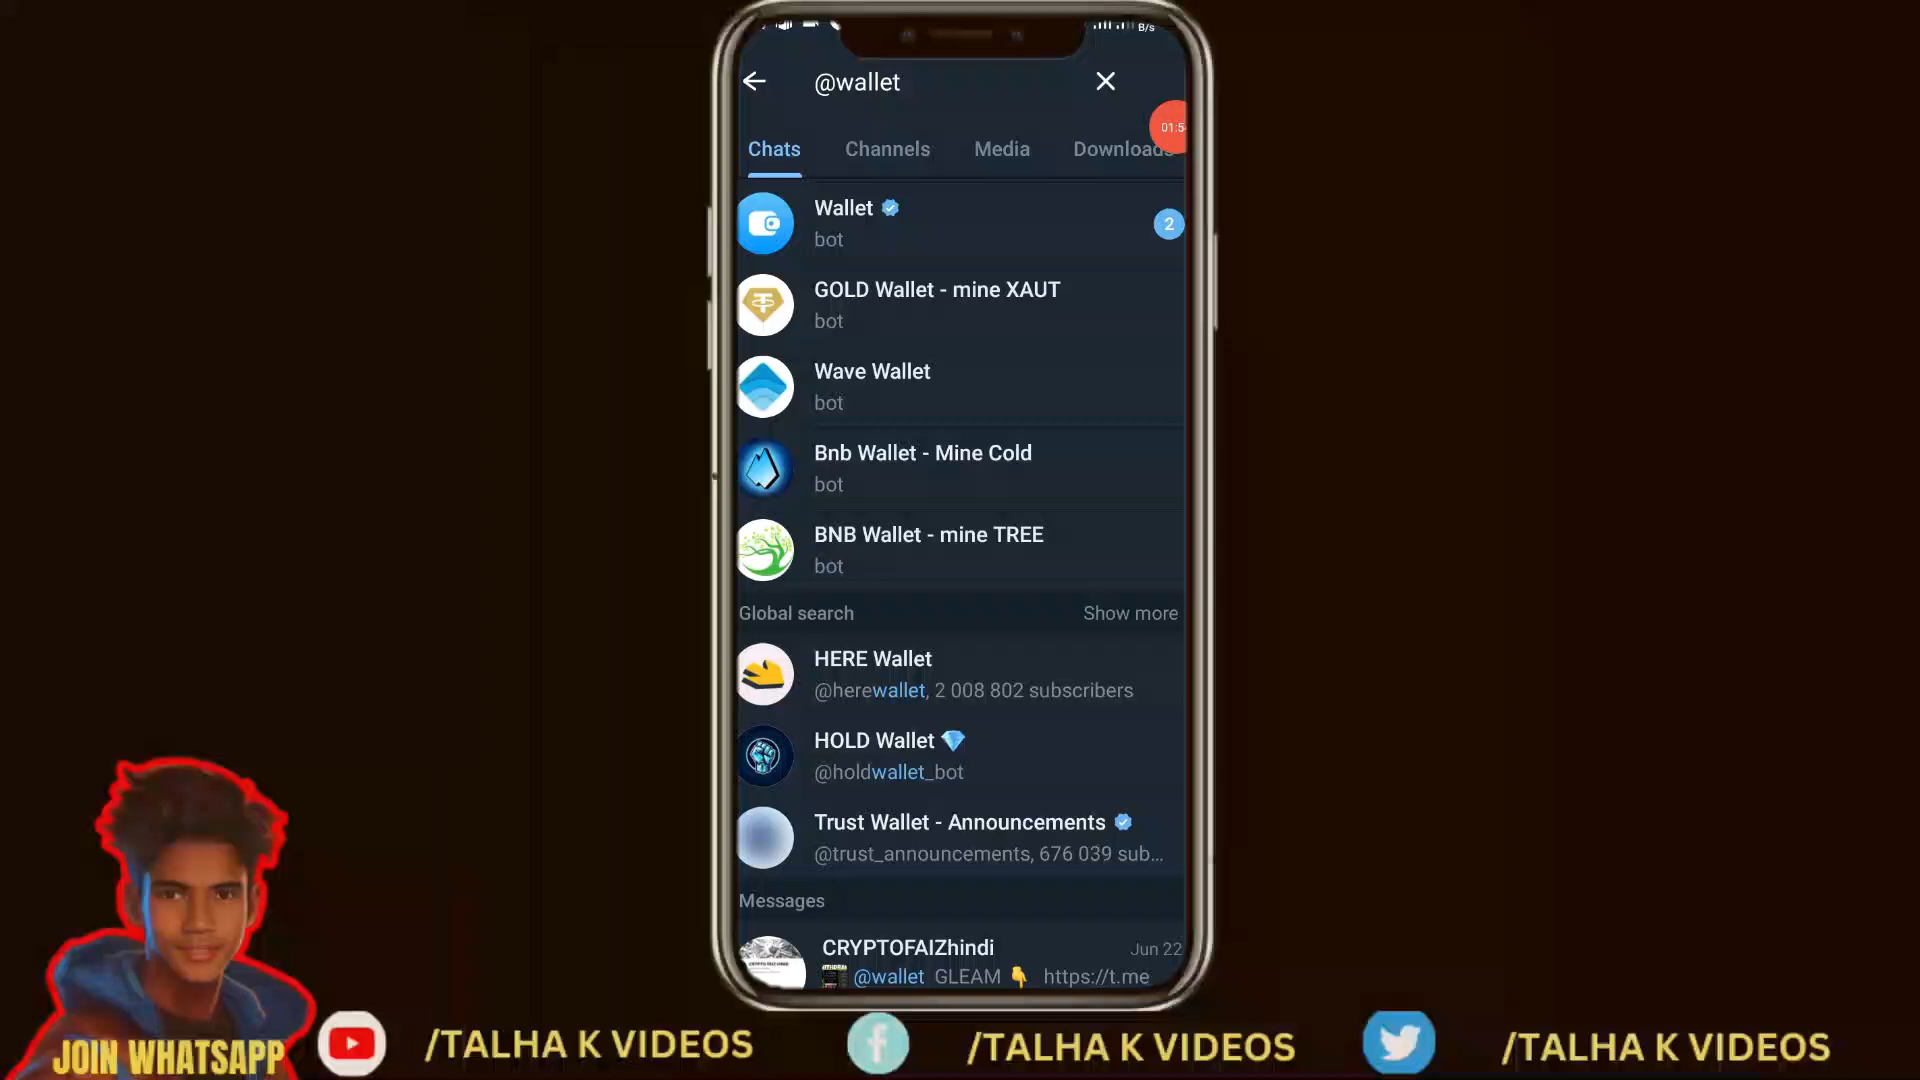 B/s
@wallet
01:5
Chats Channels Media Downloads
Wallet
bot
2
GOLD Wallet - mine XAUT
bot
Wave Wallet
bot
Bnb Wallet - Mine Cold
bot
BNB Wallet - mine TREE
bot
Global search Show more
HERE Wallet
@herewallet, 2 008 802 subscribers
HOLD Wallet 💎
@holdwallet_bot
Trust Wallet - Announcements
@trust_announcements, 676 039 sub...
Messages
CRYPTOFAIZhindi Jun 22
@wallet GLEAM 👇 https://t.me
JOIN WHATSAPP
/TALHA K VIDEOS
/TALHA K VIDEOS
/TALHA K VIDEOS